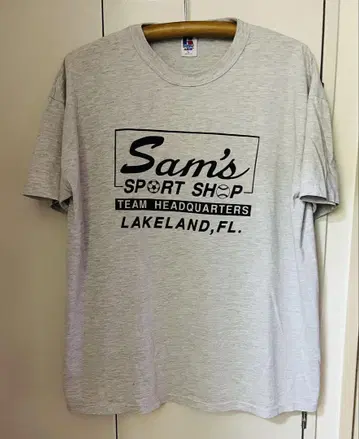 Sam's
SPORT SHOP
TEAM HEADQUARTERS
LAKELAND, FL.